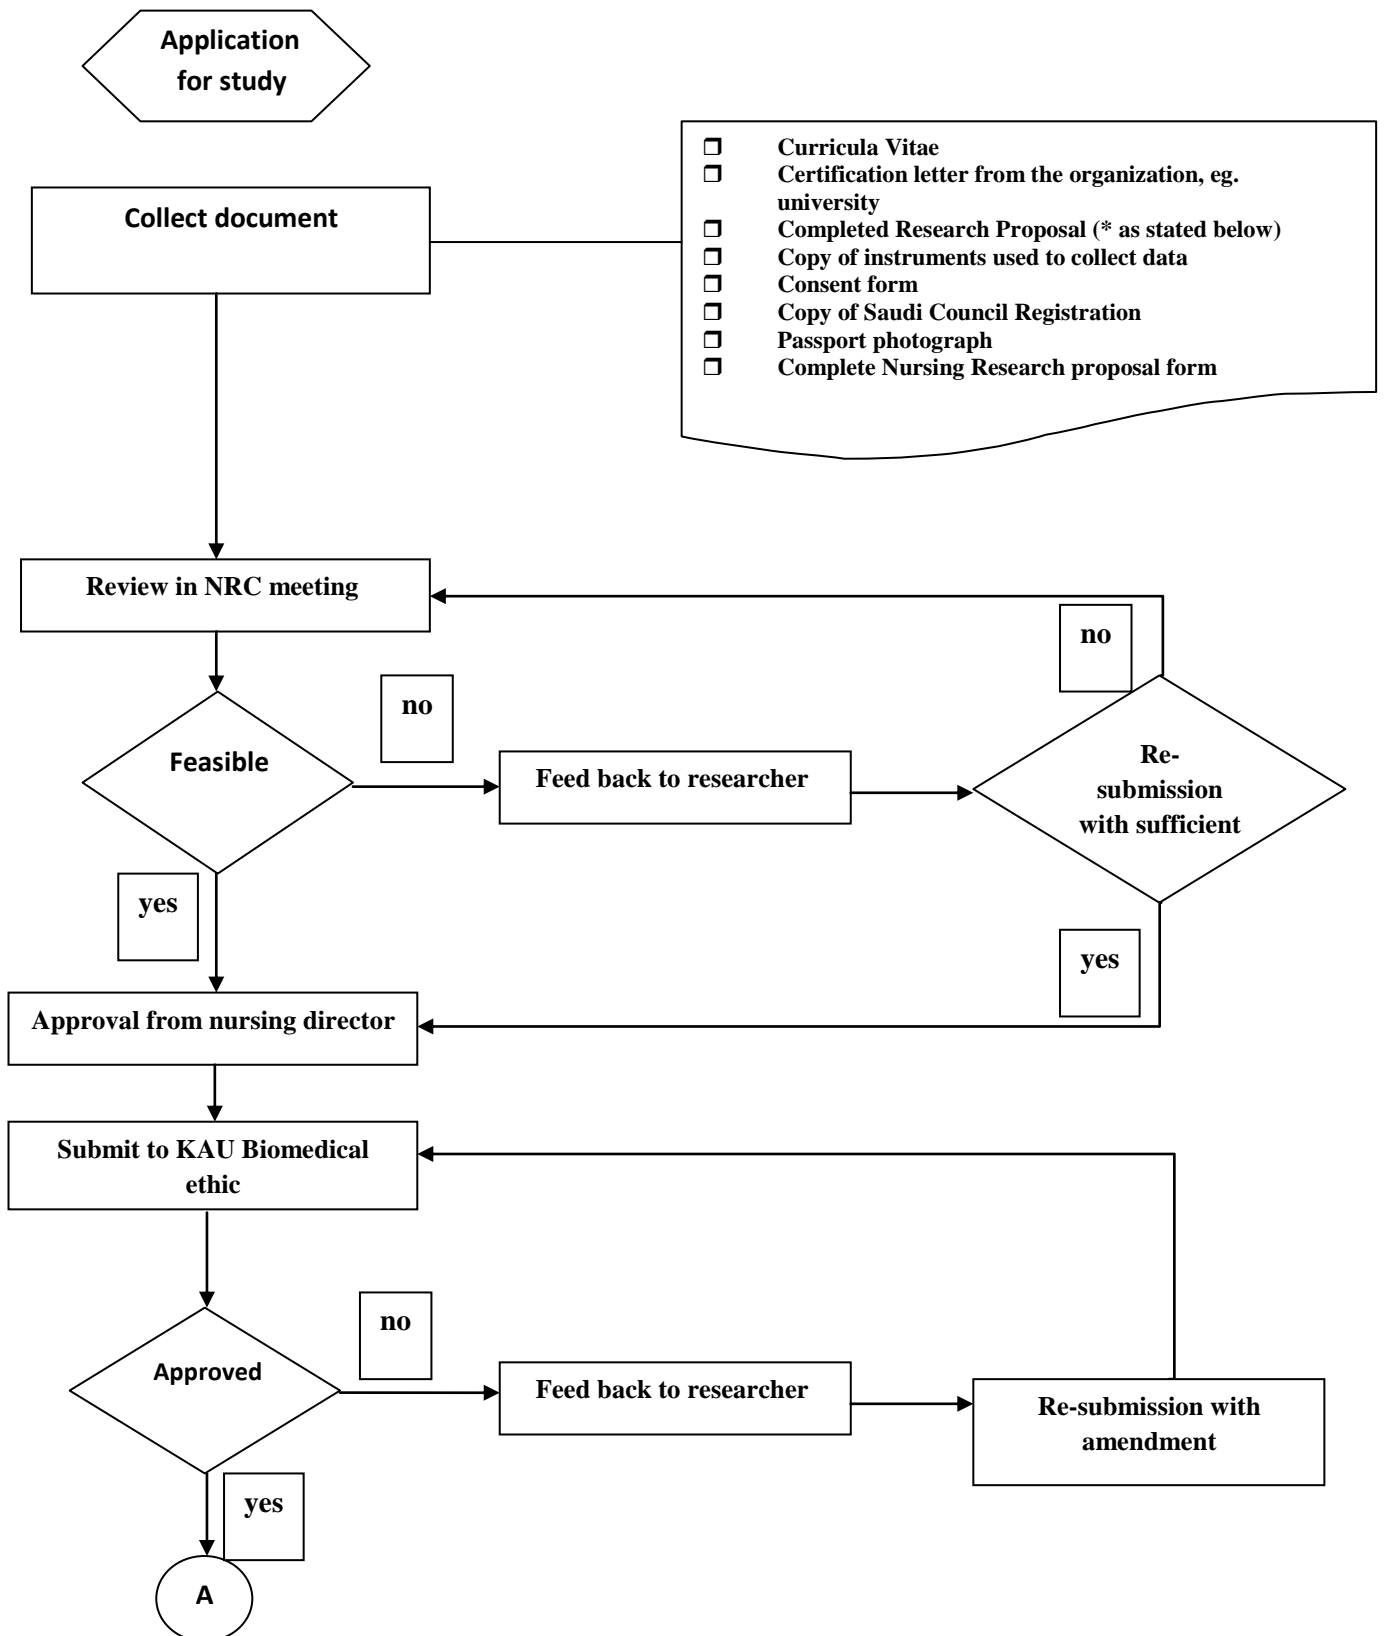 Application
for study
Collect document
❒ Curricula Vitae
❒ Certification letter from the organization, eg.
university
❒ Completed Research Proposal (* as stated below)
❒ Copy of instruments used to collect data
❒ Consent form
❒ Copy of Saudi Council Registration
❒ Passport photograph
❒ Complete Nursing Research proposal form
Review in NRC meeting
no
no
Feasible
Feed back to researcher
Re-
submission
with sufficient
yes
yes
Approval from nursing director
Submit to KAU Biomedical
ethic
no
Approved
Feed back to researcher
Re-submission with
amendment
yes
A